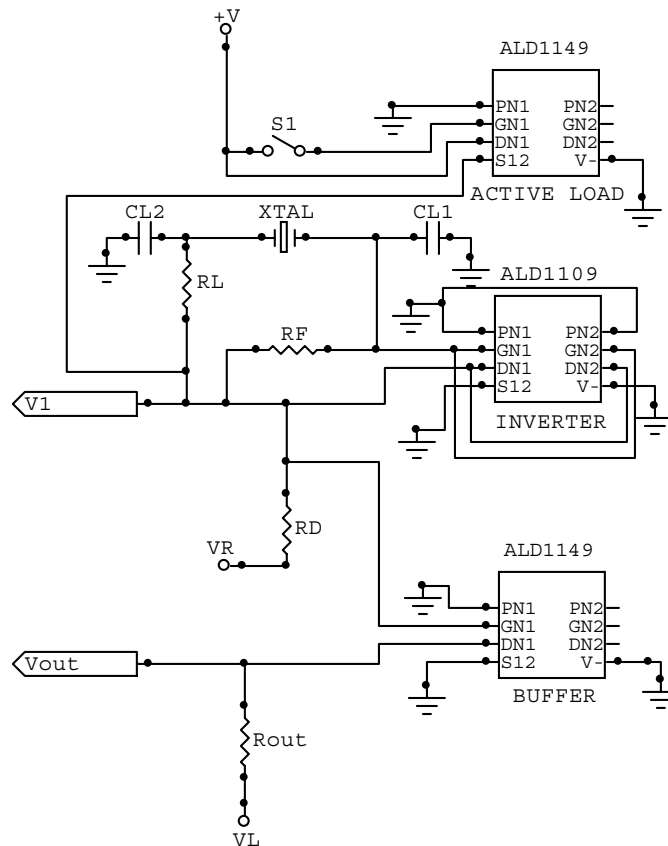 +V
ALD1149
PN1 PN2
GN1 GN2
DN1 DN2
S12 V-
S1
ACTIVE LOAD
CL2 XTAL CL1
RL
ALD1109
PN1 PN2
GN1 GN2
DN1 DN2
S12 V-
RF
V1
INVERTER
RD
VR
ALD1149
PN1 PN2
GN1 GN2
DN1 DN2
S12 V-
Vout
BUFFER
Rout
VL